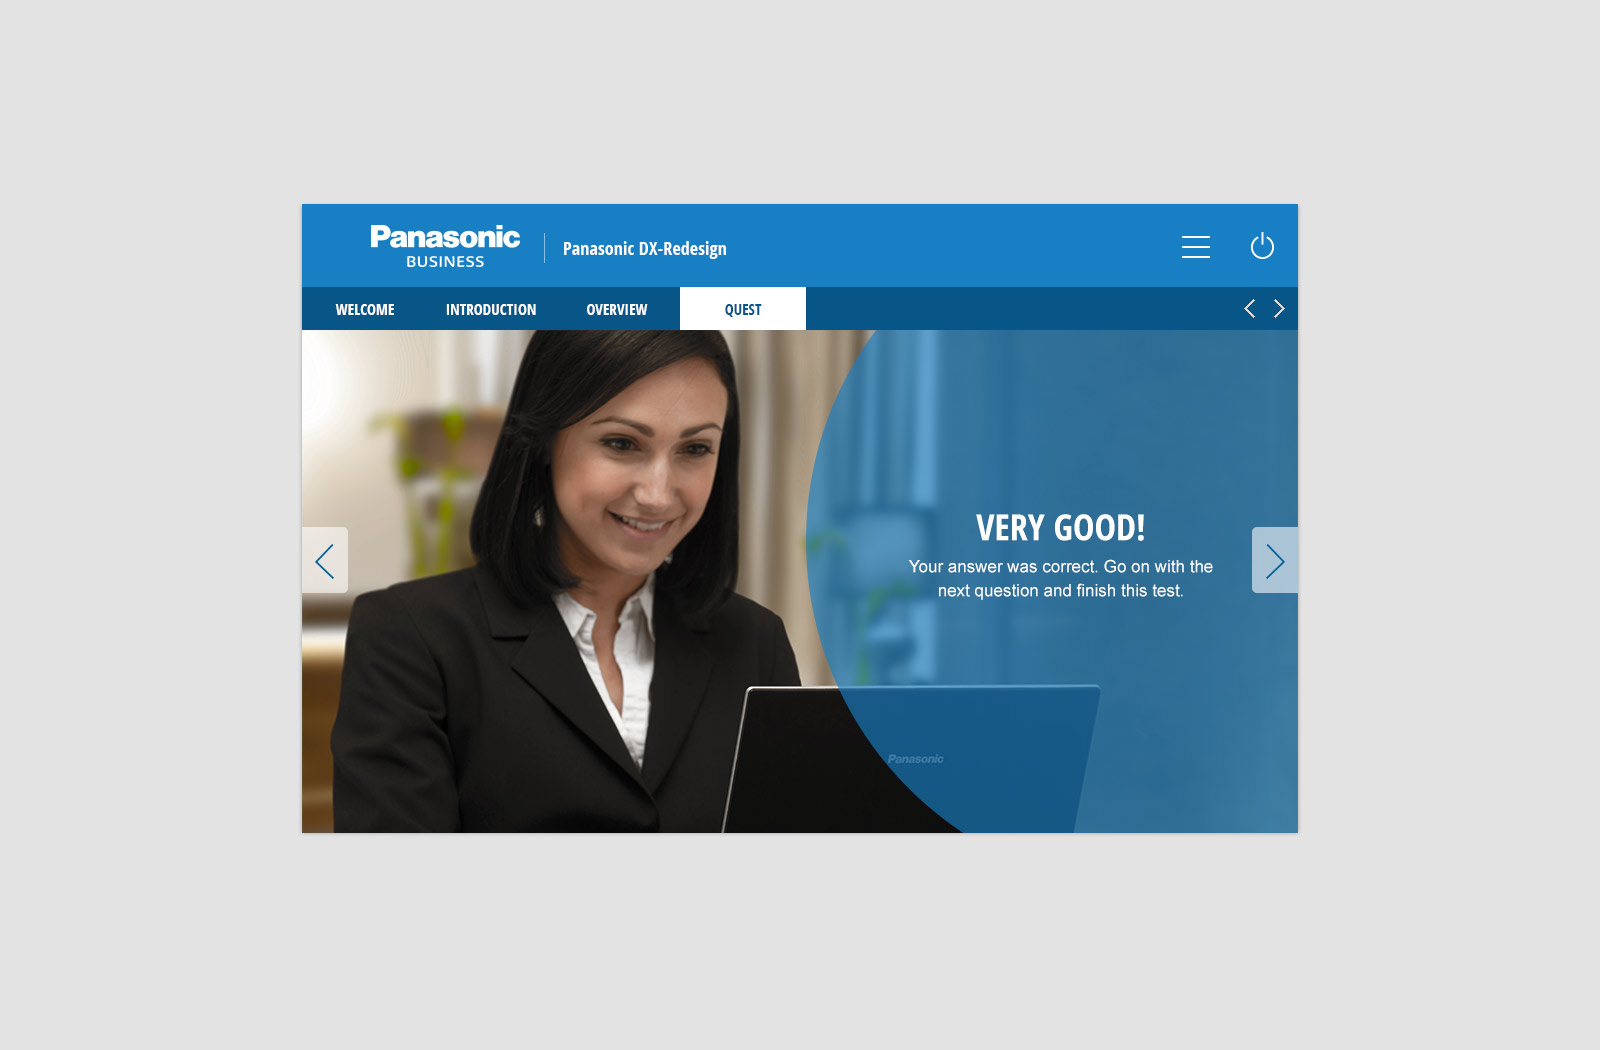 Panasonic
BUSINESS
Panasonic DX-Redesign
WELCOME INTRODUCTION OVERVIEW QUEST
VERY GOOD!
Your answer was correct. Go on with the
next question and finish this test.
Panasonic